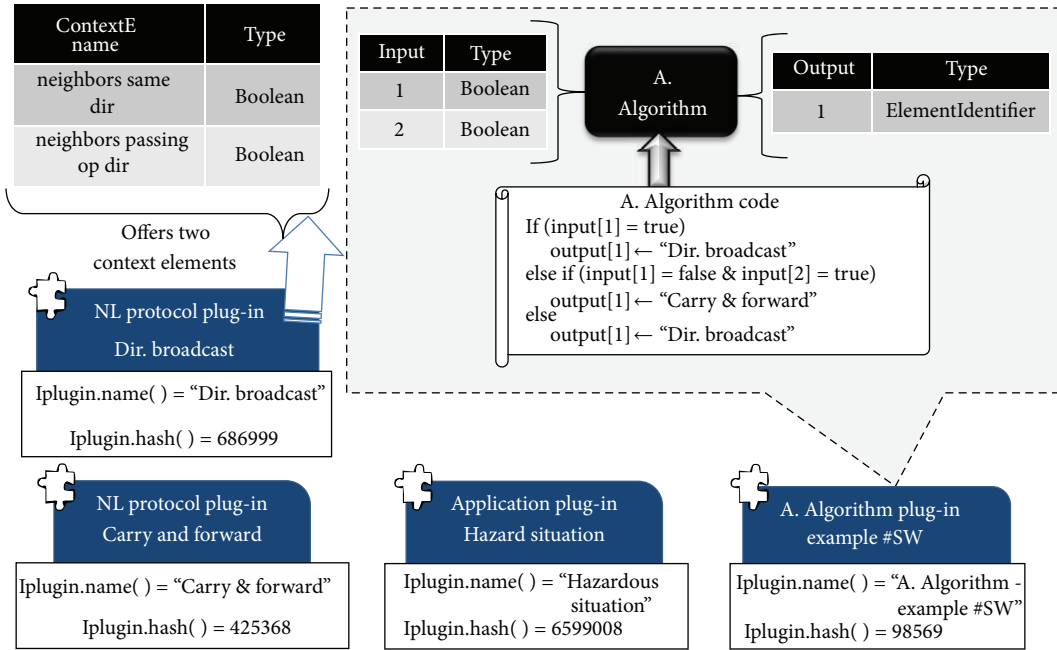 ContextE name
Type
neighbors same dir
Boolean
neighbors passing op dir
Boolean
Offers two
context elements
NL protocol plug-in
Dir. broadcast
Iplugin.name( ) = “Dir. broadcast”
Iplugin.hash( ) = 686999
Input Type
1 Boolean
2 Boolean
A.
Algorithm
Output Type
1 ElementIdentifier
A. Algorithm code
If (input[1] = true)
output[1] ← “Dir. broadcast”
else if (input[1] = false & input[2] = true)
output[1] ← “Carry & forward”
else
output[1] ← “Dir. broadcast”
NL protocol plug-in
Carry and forward
Iplugin.name( ) = “Carry & forward”
Iplugin.hash( ) = 425368
Application plug-in
Hazard situation
Iplugin.name( ) = “Hazardous
situation”
Iplugin.hash( ) = 6599008
A. Algorithm plug-in
example #SW
Iplugin.name( ) = “A. Algorithm -
example #SW”
Iplugin.hash( ) = 98569